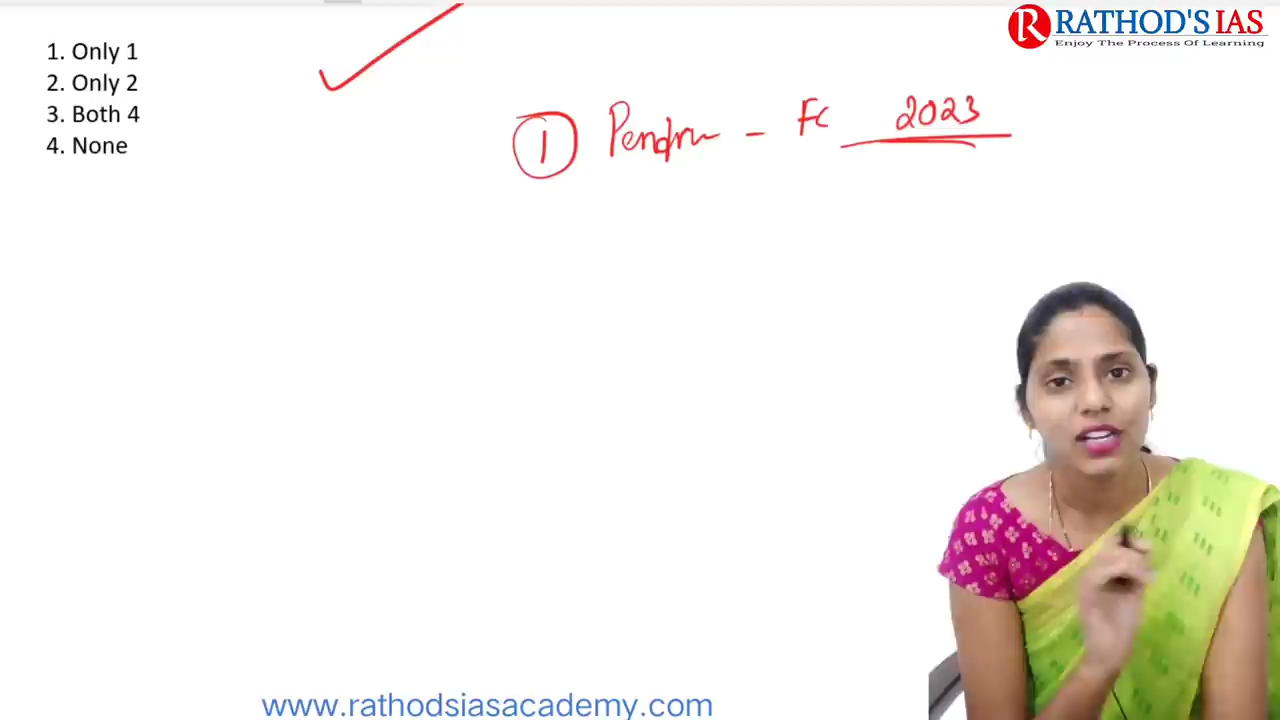 RATHOD'S IAS
Enjoy The Process Of Learning
1. Only 1
2. Only 2
3. Both 4
4. None
1 - FC 2023
www.rathodsiasacademy.com